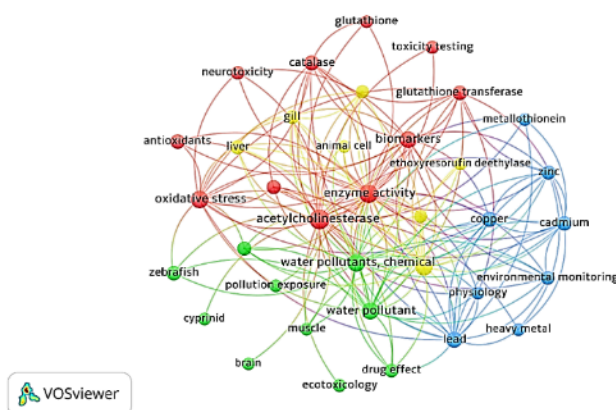 glutathione
toxicity testing
catalase
neurotoxicity
glutathione transferase
gill
metallothionein
antioxidants
liver
animal cell
biomarkers
ethoxyresorufin deethylase
zinc
oxidative stress
enzyme activity
acetylcholinesterase
copper
cadmium
water pollutants, chemical
zebrafish
pollution exposure
environmental monitoring
physiology
cyprinid
muscle
water pollutant
heavy metal
lead
brain
drug effect
ecotoxicology
VOSviewer